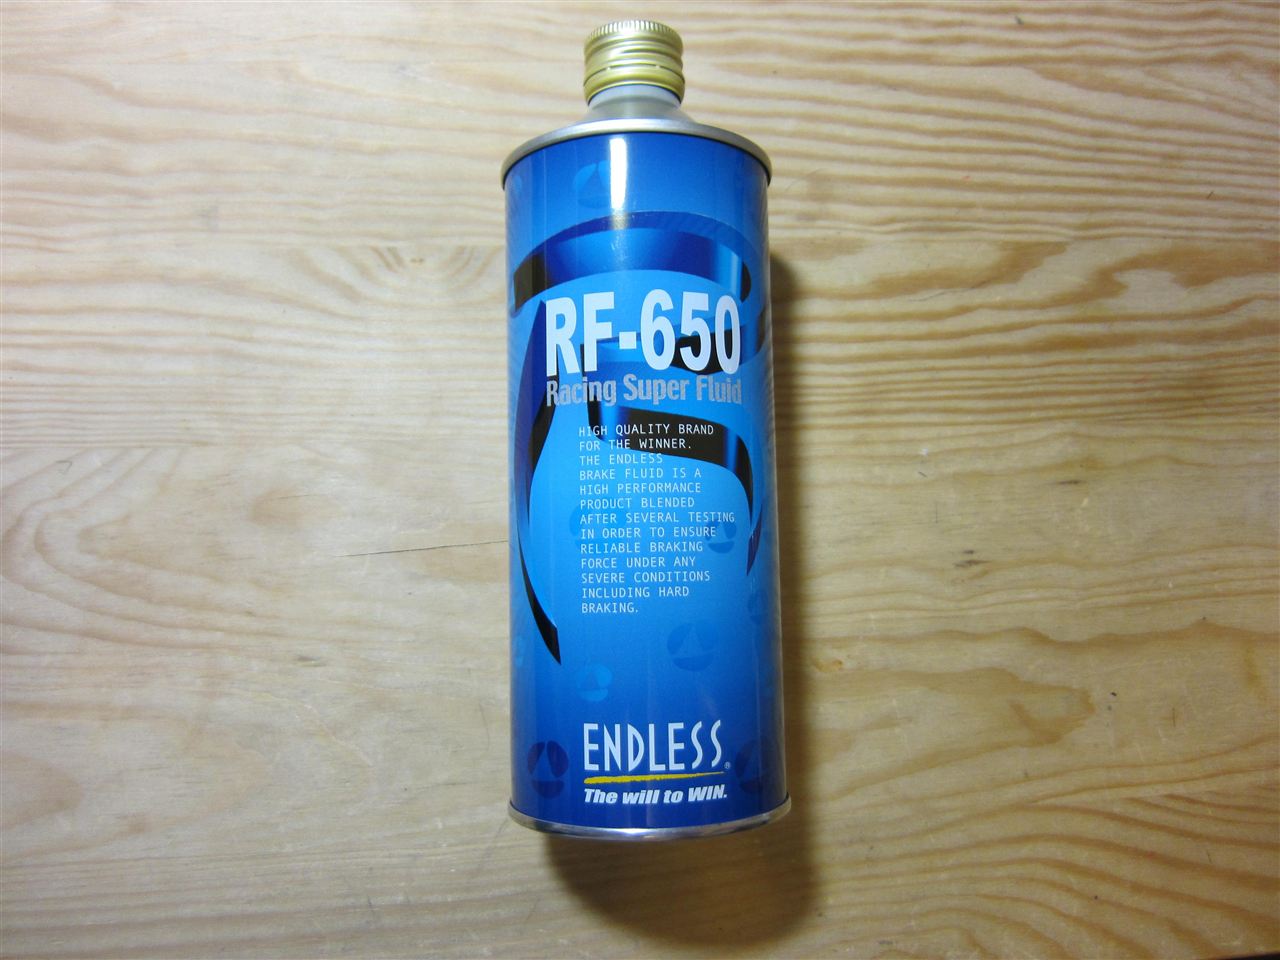 RF-650
Racing Super Fluid
HIGH QUALITY BRAND
FOR THE WINNER.
THE ENDLESS
BRAKE FLUID IS A
HIGH PERFORMANCE
PRODUCT BLENDED
AFTER SEVERAL TESTING
IN ORDER TO ENSURE
RELIABLE BRAKING
FORCE UNDER ANY
SEVERE CONDITIONS
INCLUDING HARD
BRAKING.
ENDLESS®
The will to WIN.